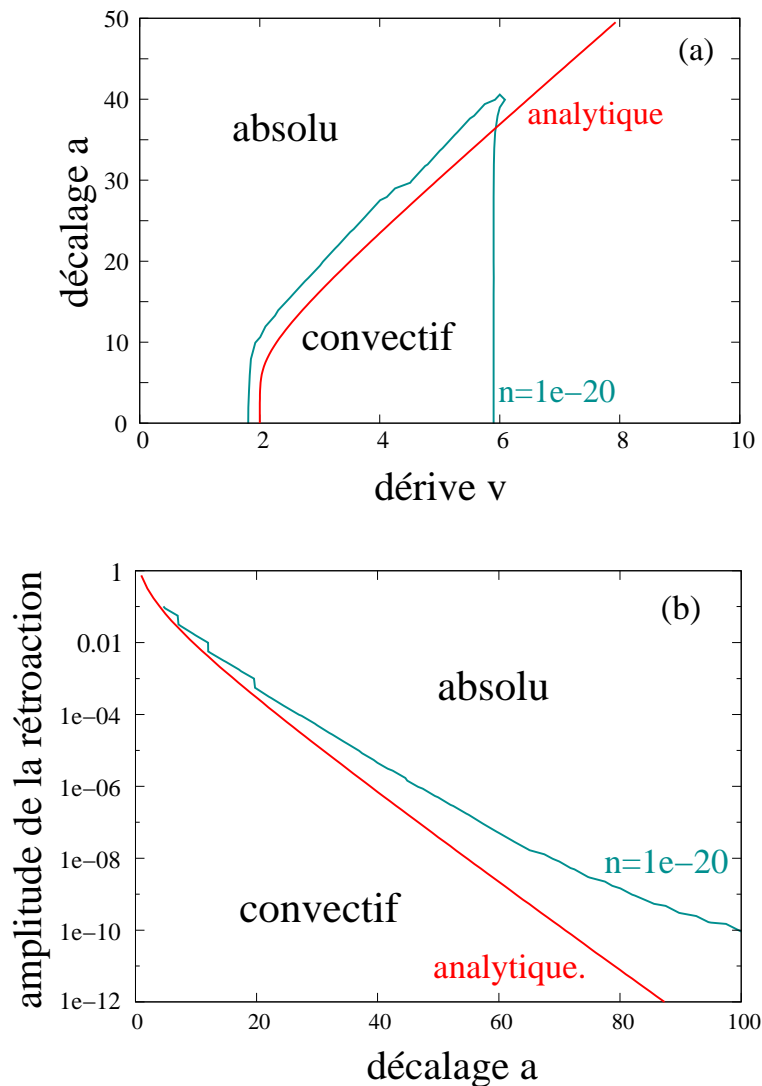 50
(a)
40
absolu
analytique
décalage a
30
20
convectif
10
n=1e−20
0
0 2 4 6 8 10
dérive v
1
(b)
amplitude de la rétroaction
0.01
absolu
1e−04
1e−06
1e−08
n=1e−20
convectif
1e−10
analytique.
1e−12
0 20 40 60 80 100
décalage a